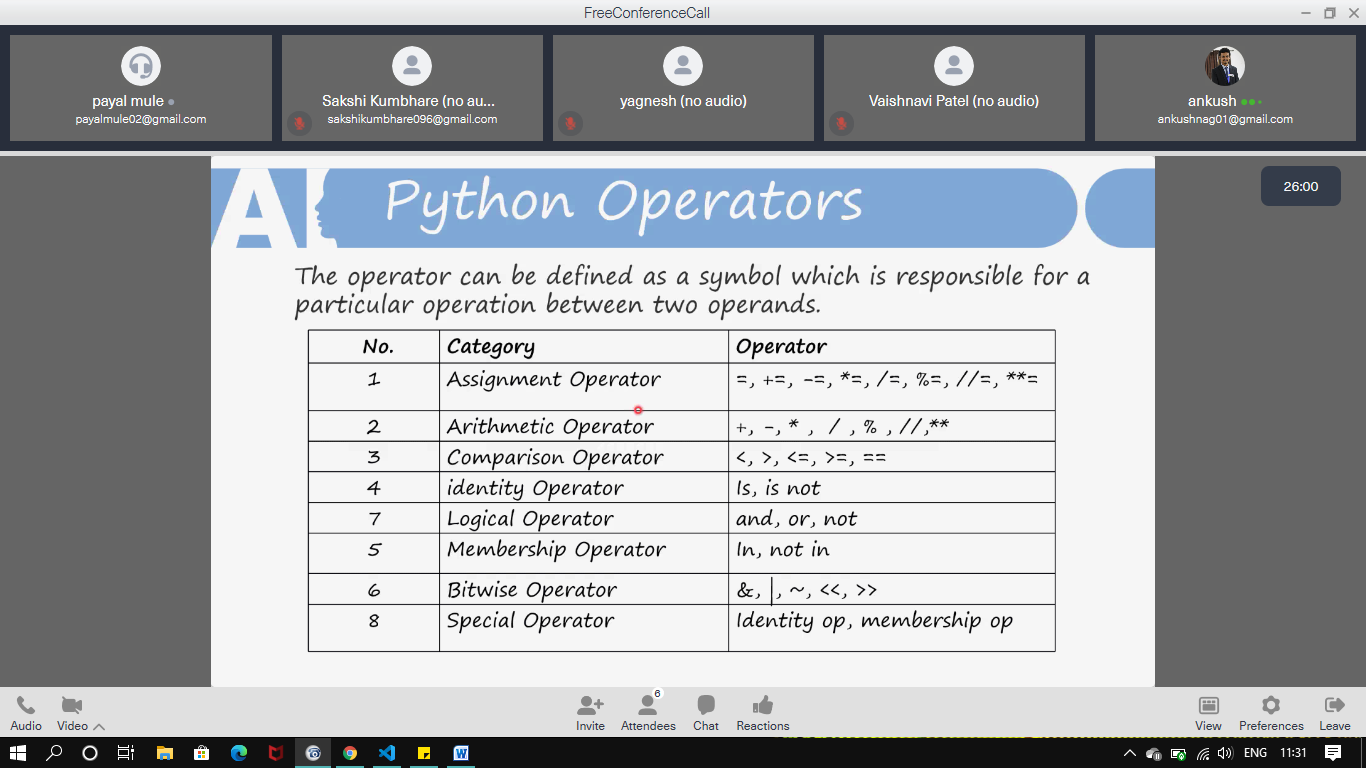 FreeConferenceCall
payal mule
payalmule02@gmail.com
Sakshi Kumbhare (no au...
sakshikumbhare096@gmail.com
yagnesh (no audio)
Vaishnavi Patel (no audio)
ankush
ankushnag01@gmail.com
26:00
AI
Python Operators
The operator can be defined as a symbol which is responsible for a
particular operation between two operands.
No. Category Operator
1 Assignment Operator =, +=, -=, *=, /=, %=, //=, **=
2 Arithmetic Operator +, -, * , / , % , //,**
3 Comparison Operator <, >, <=, >=, ==
4 identity Operator Is, is not
7 Logical Operator and, or, not
5 Membership Operator In, not in
6 Bitwise Operator &, |, ~, <<, >>
8 Special Operator Identity op, membership op
6
Audio Video Invite Attendees Chat Reactions View Preferences Leave
ENG 11:31